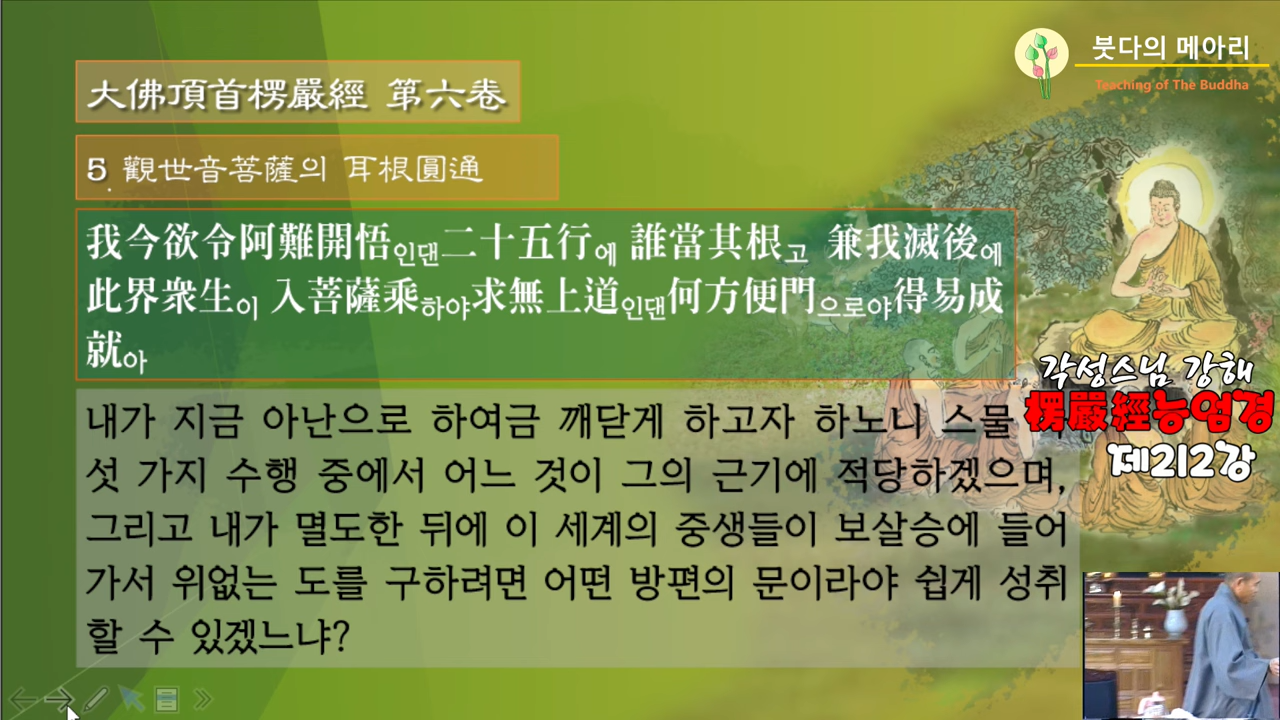 大佛頂首楞嚴經 第六卷
5. 觀世音菩薩의 耳根圓通
我今欲令阿難開悟인댄二十五行에 誰當其根고 兼我滅後에
此界衆生이 入菩薩乘하야求無上道인댄何方便門으로야得易成
就아
내가 지금 아난으로 하여금 깨닫게 하고자 하노니 스물
섯 가지 수행 중에서 어느 것이 그의 근기에 적당하겠으며,
그리고 내가 멸도한 뒤에 이 세계의 중생들이 보살승에 들어
가서 위없는 도를 구하려면 어떤 방편의 문이라야 쉽게 성취
할 수 있겠느냐?
붓다의 메아리
Teaching of The Buddha
각성스님 강해
楞嚴經능엄경
제212강